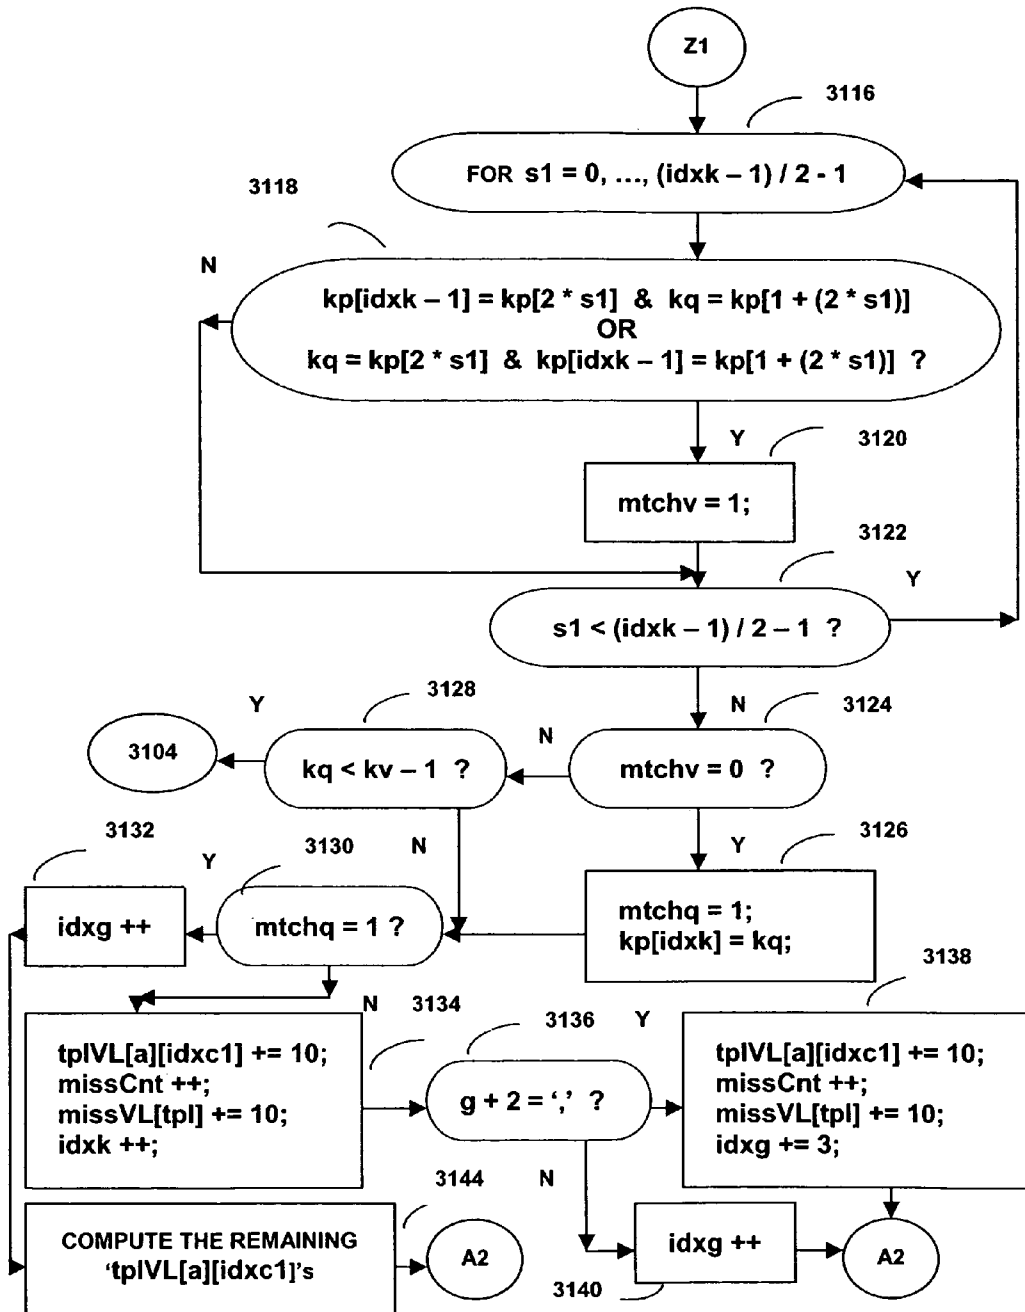 Z1
3116
FOR s1 = 0, …, (idxk – 1) / 2 - 1
3118
N
kp[idxk – 1] = kp[2 * s1] & kq = kp[1 + (2 * s1)]
OR
kq = kp[2 * s1] & kp[idxk – 1] = kp[1 + (2 * s1)] ?
Y
3120
mtchv = 1;
3122
Y
s1 < (idxk – 1) / 2 – 1 ?
3128
Y
N
3124
N
3104
kq < kv – 1 ?
mtchv = 0 ?
3132
3130
N
Y
3126
Y
idxg ++
mtchq = 1 ?
mtchq = 1;
kp[idxk] = kq;
3138
N
3134
3136
Y
tplVL[a][idxc1] += 10;
missCnt ++;
missVL[tpl] += 10;
idxk ++;
g + 2 = ‘,’ ?
tplVL[a][idxc1] += 10;
missCnt ++;
missVL[tpl] += 10;
idxg += 3;
3144
N
COMPUTE THE REMAINING
‘tplVL[a][idxc1]’s
A2
idxg ++
A2
3140